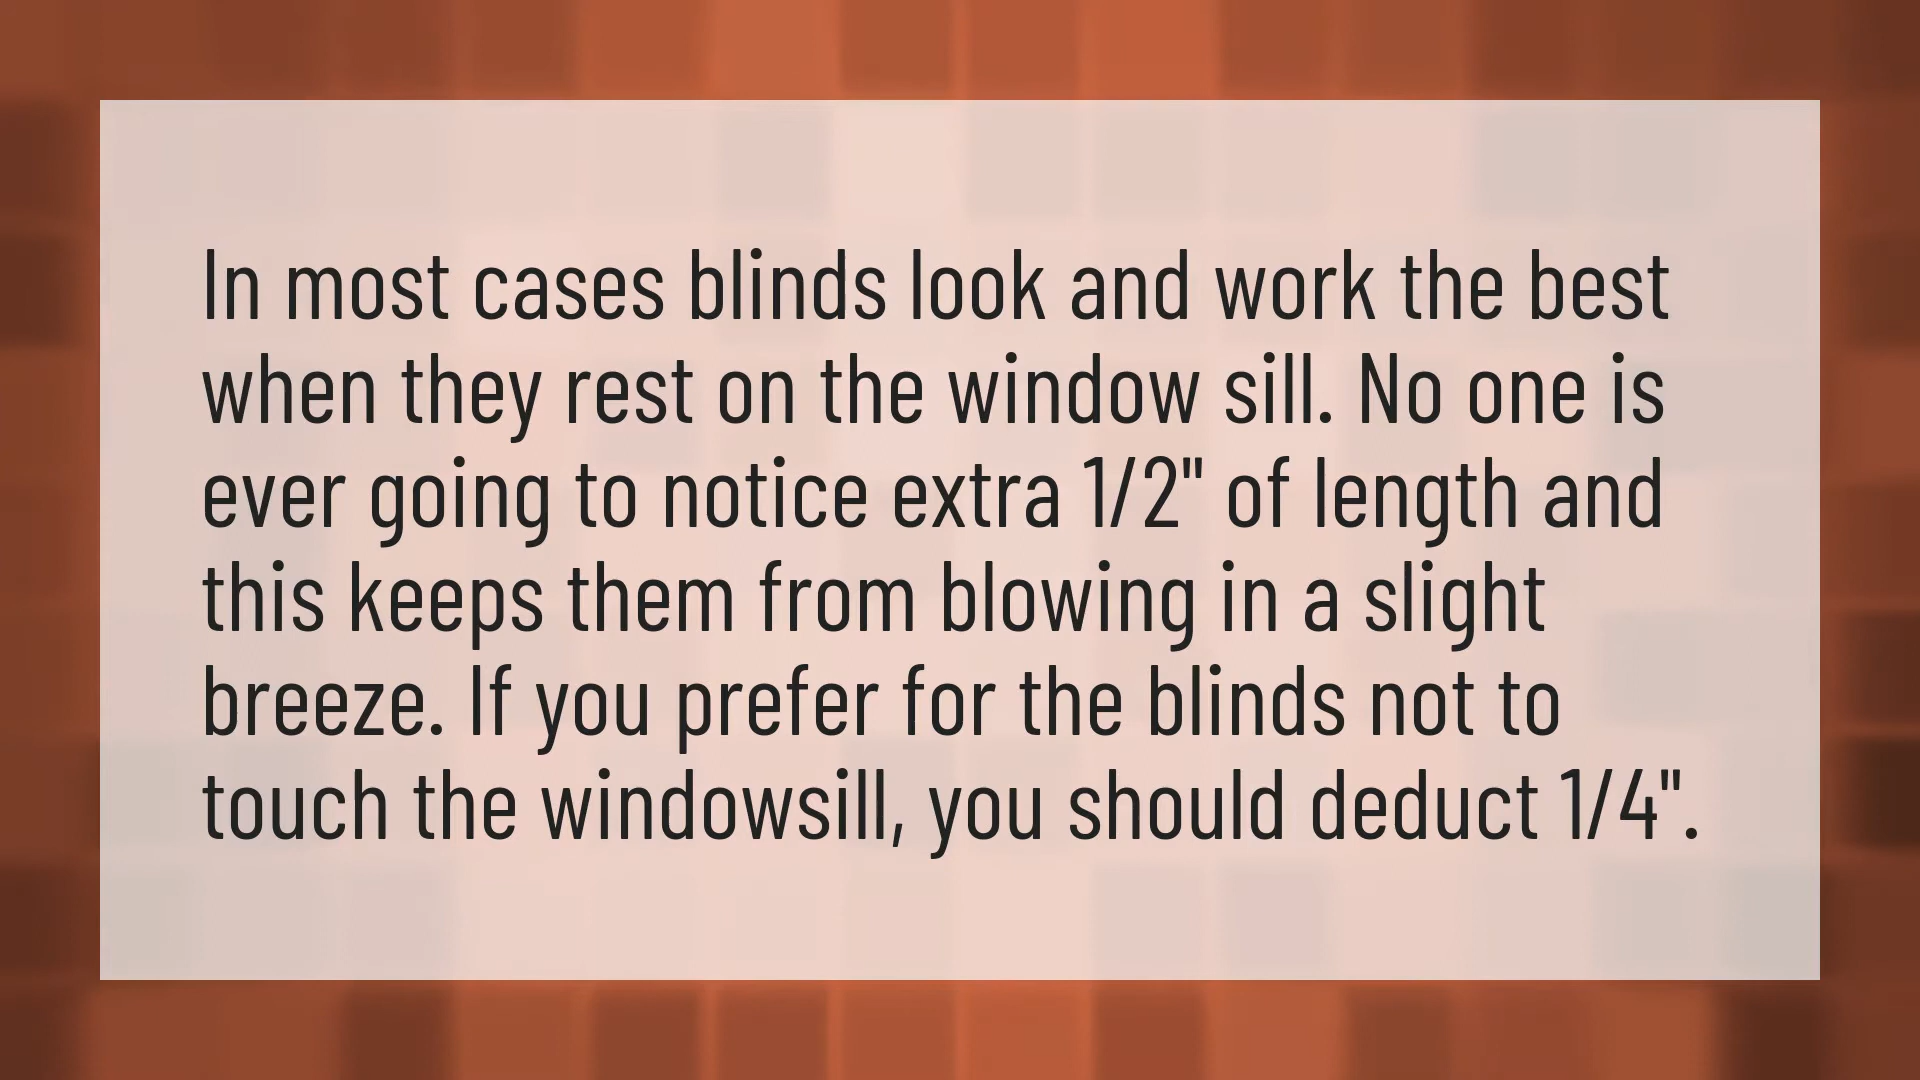 In most cases blinds look and work the best
when they rest on the window sill. No one is
ever going to notice extra 1/2" of length and
this keeps them from blowing in a slight
breeze. If you prefer for the blinds not to
touch the windowsill, you should deduct 1/4".